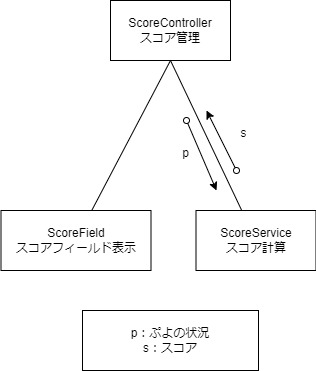 ScoreController
スコア管理
s
p
ScoreField
スコアフィールド表示
ScoreService
スコア計算
p：ぷよの状況
s：スコア